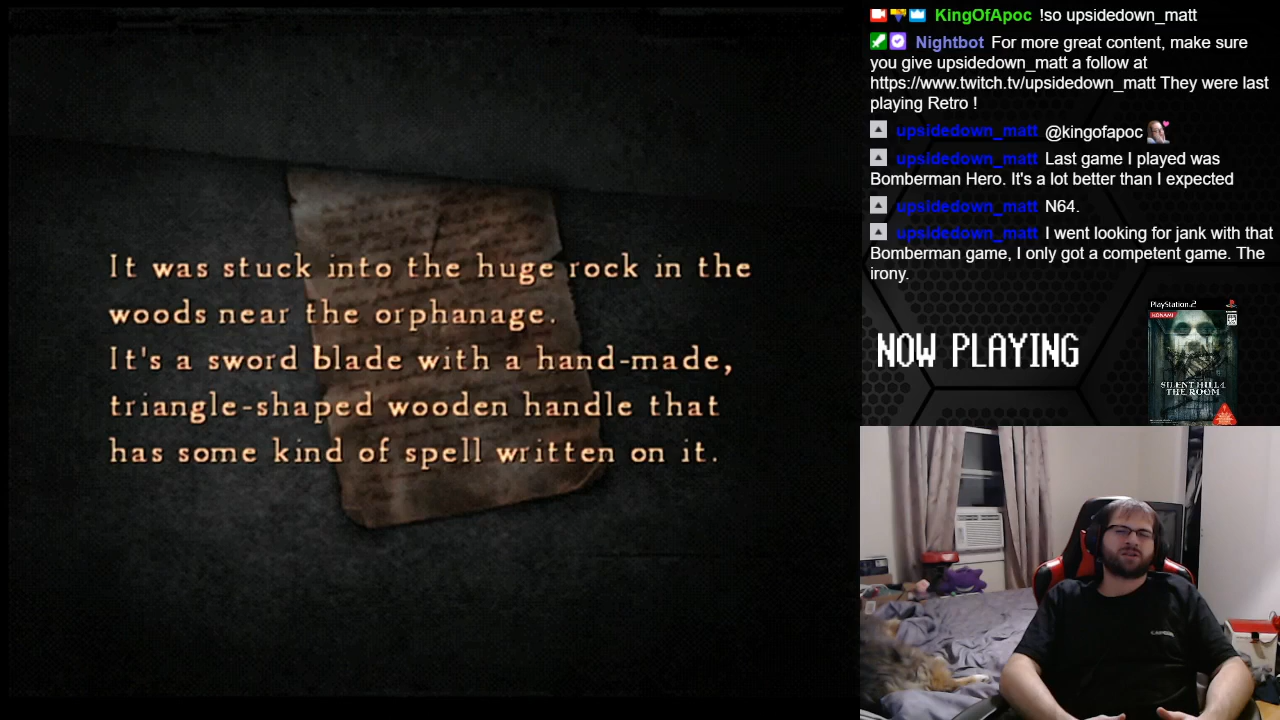 It was stuck into the huge rock in the
woods near the orphanage.
It's a sword blade with a hand-made,
triangle-shaped wooden handle that
has some kind of spell written on it.
KingOfApoc !so upsidedown_matt
Nightbot For more great content, make sure
you give upsidedown_matt a follow at
https://www.twitch.tv/upsidedown_matt They were last
playing Retro !
upsidedown_matt @kingofapoc
upsidedown_matt Last game I played was
Bomberman Hero. It's a lot better than I expected
upsidedown_matt N64.
upsidedown_matt I went looking for jank with that
Bomberman game, I only got a competent game. The
irony.
NOW PLAYING
PlayStation 2
KONAMI
SILENT HILL 4
THE ROOM